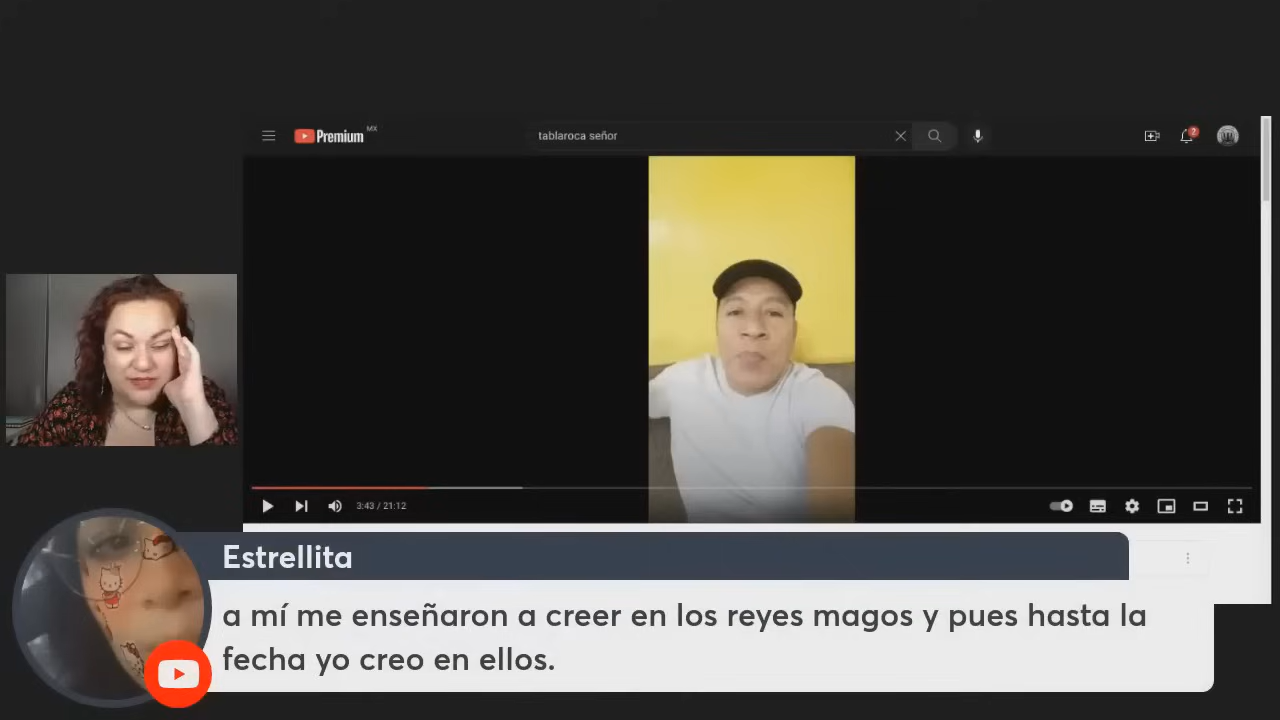 Premium MX
tablaroca señor
2
3:43 / 21:12
Estrellita
a mí me enseñaron a creer en los reyes magos y pues hasta la
fecha yo creo en ellos.